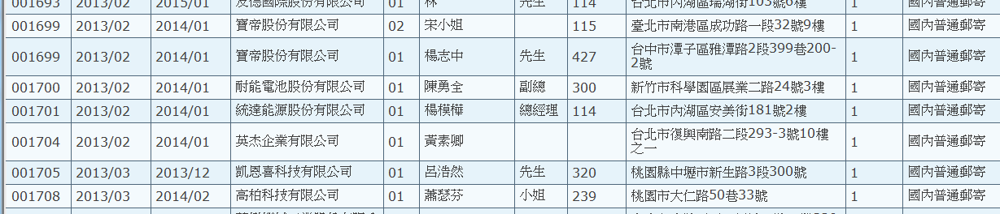 001693 2013/02 2015/01 友德國際股份有限公司 01 林 先生 114 台北市內湖區瑞湖街103號6樓 1 國內普通郵寄
001699 2013/02 2014/01 寶帝股份有限公司 02 宋小姐 115 臺北市南港區成功路一段32號9樓 1 國內普通郵寄
001699 2013/02 2014/01 寶帝股份有限公司 01 楊志中 先生 427 台中市潭子區雅潭路2段399巷200-
2號 1 國內普通郵寄
001700 2013/02 2014/01 耐能電池股份有限公司 01 陳勇全 副總 300 新竹市科學園區展業二路24號3樓 1 國內普通郵寄
001701 2013/02 2014/01 統達能源股份有限公司 01 楊模樺 總經理 114 台北市內湖區安美街181號2樓 1 國內普通郵寄
001704 2013/02 2014/01 英杰企業有限公司 01 黃素卿 台北市復興南路二段293-3號10樓
之一 1 國內普通郵寄
001705 2013/03 2013/12 凱恩喜科技有限公司 01 呂浩然 先生 320 桃園縣中壢市新生路3段300號 1 國內普通郵寄
001708 2013/03 2014/02 高柏科技有限公司 01 蕭瑟芬 小姐 239 桃園市大仁路50巷33號 1 國內普通郵寄